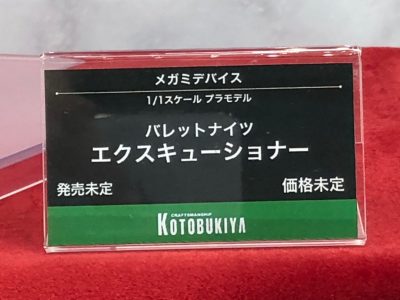 メガミデバイス
1/1スケール プラモデル
バレットナイツ
エクスキューショナー
発売未定 価格未定
CRAFTSMANSHIP
KOTOBUKIYA